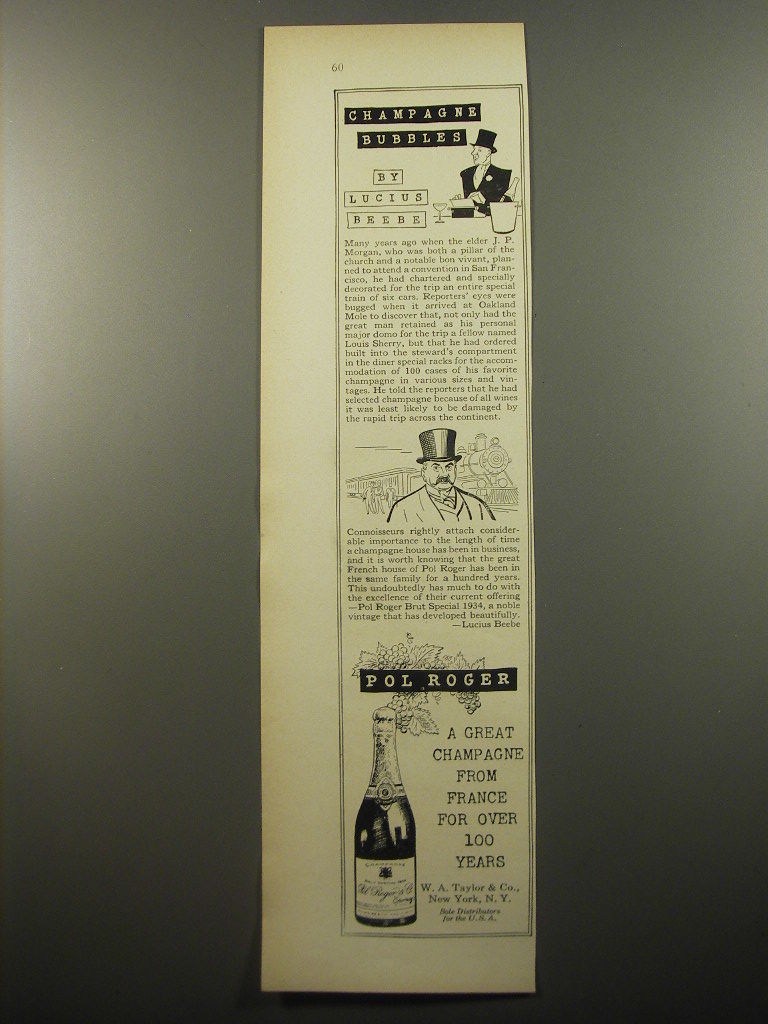 60
CHAMPAGNE
BUBBLES
BY
LUCIUS
BEEBE
Many years ago when the elder J. P.
Morgan, who was both a pillar of the
church and a notable bon vivant, plan-
ned to attend a convention in San Fran-
cisco, he had chartered and specially
decorated for the trip an entire special
train of six cars. Reporters' eyes were
bugged when it arrived at Oakland
Mole to discover that, not only had the
great man retained as his personal
major domo for the trip a fellow named
Louis Sherry, but that he had ordered
built into the steward's compartment
in the diner special racks for the accom-
modation of 100 cases of his favorite
champagne in various sizes and vin-
tages. He told the reporters that he had
selected champagne because of all wines
it was least likely to be damaged by
the rapid trip across the continent.
Connoisseurs rightly attach consider-
able importance to the length of time
a champagne house has been in business,
and it is worth knowing that the great
French house of Pol Roger has been in
the same family for a hundred years.
This undoubtedly has much to do with
the excellence of their current offering
—Pol Roger Brut Special 1934, a noble
vintage that has developed beautifully.
—Lucius Beebe
POL ROGER
A GREAT
CHAMPAGNE
FROM
FRANCE
FOR OVER
100
YEARS
CHAMPAGNE
Pol Roger & Co
Epernay
W. A. Taylor & Co.,
New York, N. Y.
Sole Distributors
for the U.S.A.